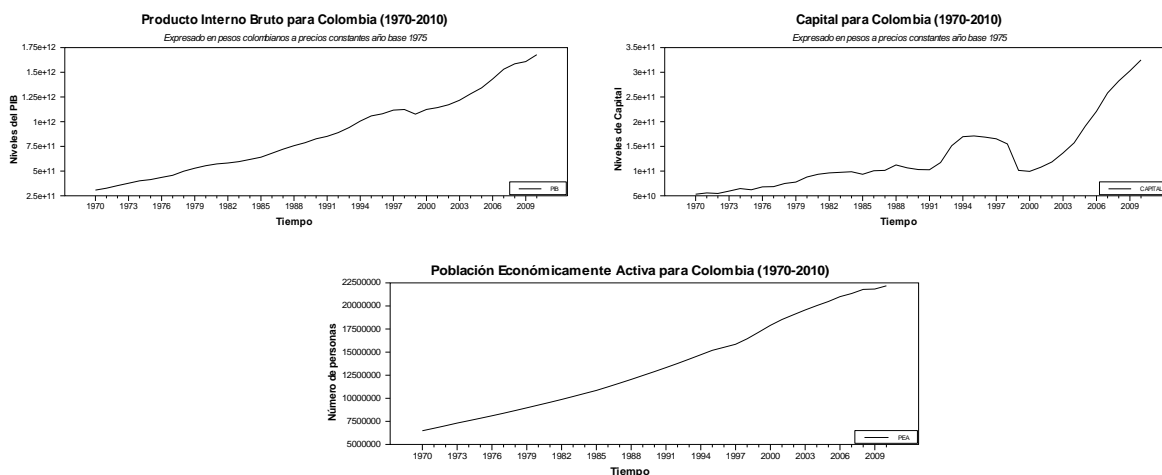 Producto Interno Bruto para Colombia (1970-2010)
Expresado en pesos colombianos a precios constantes año base 1975
Niveles del PIB
1.75e+12
1.5e+12
1.25e+12
1e+12
7.5e+11
5e+11
2.5e+11
PIB
1970 1973 1976 1979 1982 1985 1988 1991 1994 1997 2000 2003 2006 2009
Tiempo
Capital para Colombia (1970-2010)
Expresado en pesos a precios constantes año base 1975
Niveles de Capital
3.5e+11
3e+11
2.5e+11
2e+11
1.5e+11
1e+11
5e+10
CAPITAL
1970 1973 1976 1979 1982 1985 1988 1991 1994 1997 2000 2003 2006 2009
Tiempo
Población Económicamente Activa para Colombia (1970-2010)
Número de personas
22500000
20000000
17500000
15000000
12500000
10000000
7500000
5000000
PEA
1970 1973 1976 1979 1982 1985 1988 1991 1994 1997 2000 2003 2006 2009
Tiempo